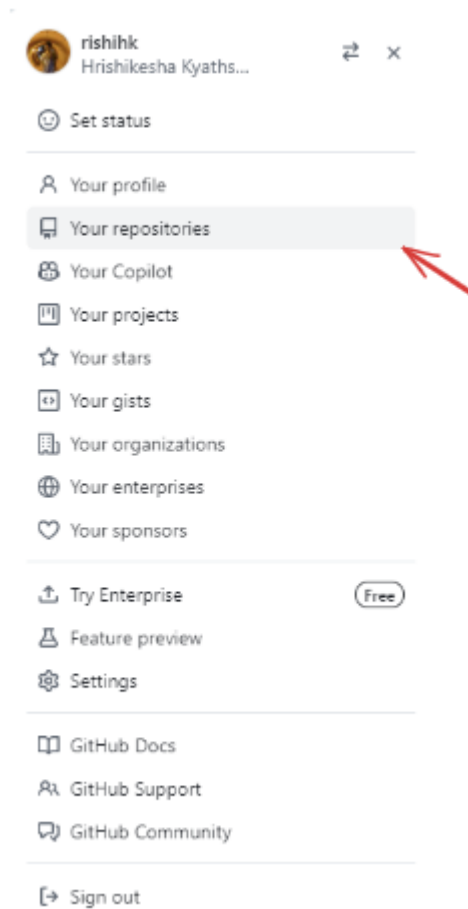 rishihk
Hrishikesha Kyaths...
Set status
Your profile
Your repositories
Your Copilot
Your projects
Your stars
Your gists
Your organizations
Your enterprises
Your sponsors
Try Enterprise Free
Feature preview
Settings
GitHub Docs
GitHub Support
GitHub Community
Sign out